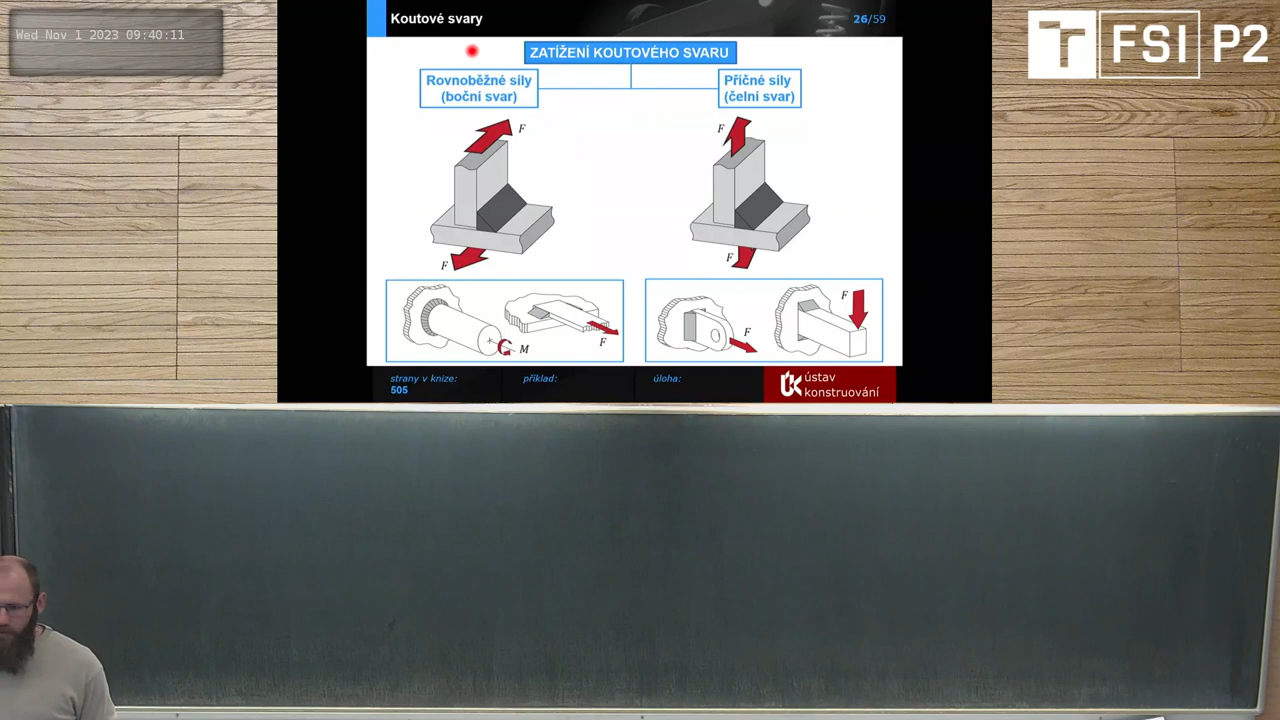 Wed Nov 1 2023 09:40:11
Koutové svary
26/59
FSI P2
ZATÍŽENÍ KOUTOVÉHO SVARU
Rovnoběžné síly
(boční svar)
Příčné síly
(čelní svar)
F
F
F
F
M
F
F
F
strany v knize:
505
příklad:
úloha:
ústav
konstruování